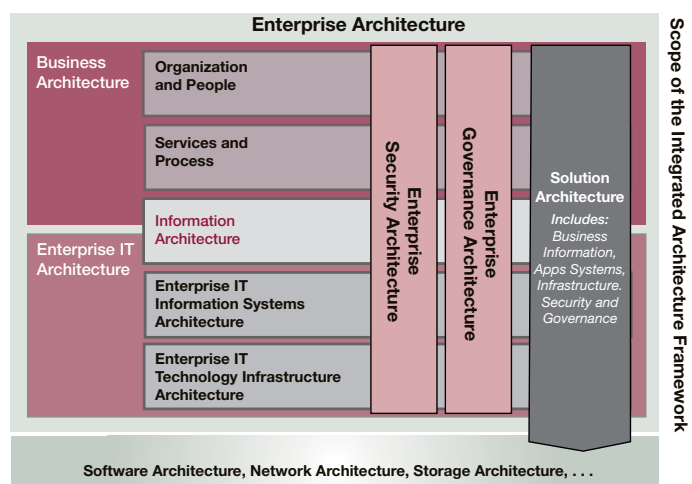 Enterprise Architecture
Business
Architecture
Organization
and People
Services and
Process
Information
Architecture
Enterprise IT
Architecture
Enterprise IT
Information Systems
Architecture
Enterprise IT
Technology Infrastructure
Architecture
Enterprise
Security Architecture
Enterprise
Governance Architecture
Solution
Architecture
Includes:
Business
Information,
Apps Systems,
Infrastructure.
Security and
Governance
Scope of the Integrated Architecture Framework
Software Architecture, Network Architecture, Storage Architecture, . . .